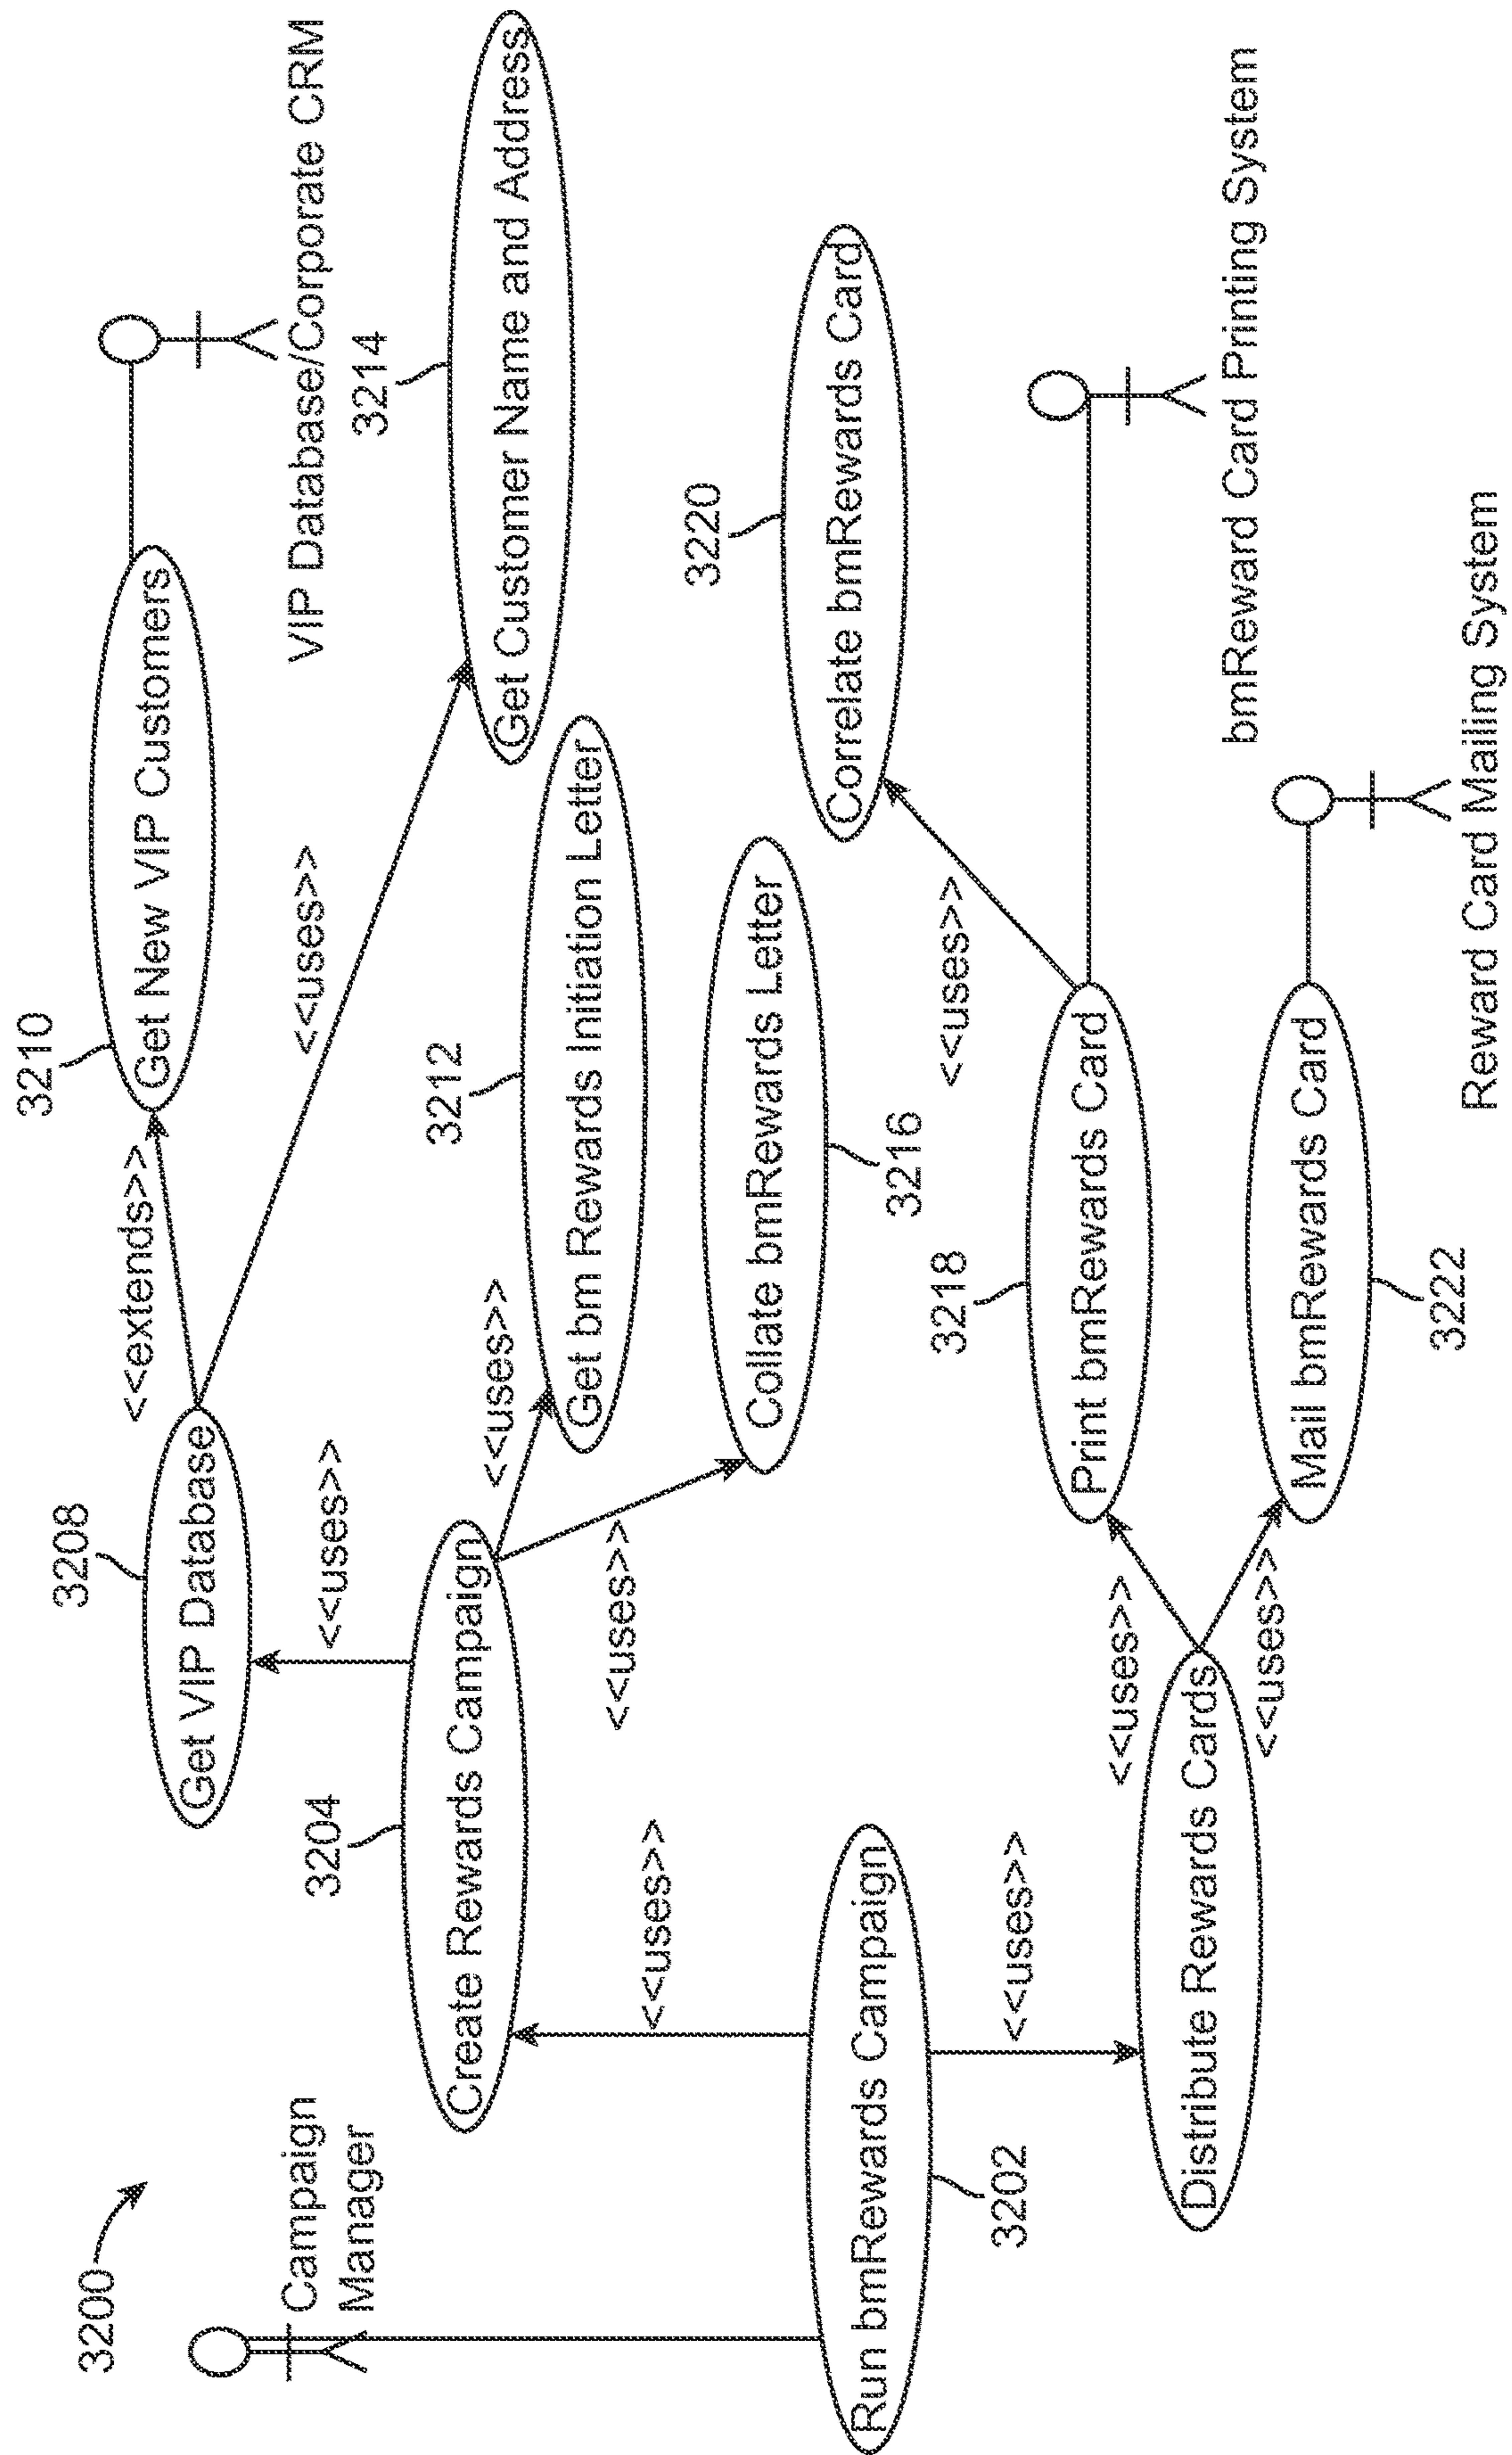 3200
Campaign
Manager
3208
3210
Get VIP Database
<<extends>>
Get New VIP Customers
VIP Database/Corporate CRM
<<uses>>
<<uses>>
3204
3212
3214
Create Rewards Campaign
<<uses>>
Get bm Rewards Initiation Letter
Get Customer Name and Address
<<uses>>
<<uses>>
Collate bmRewards Letter
3216
3220
Correlate bmRewards Card
Run bmRewards Campaign
3202
<<uses>>
3218
<<uses>>
Print bmRewards Card
bmReward Card Printing System
<<uses>>
Distribute Rewards Cards
<<uses>>
Mail bmRewards Card
3222
Reward Card Mailing System